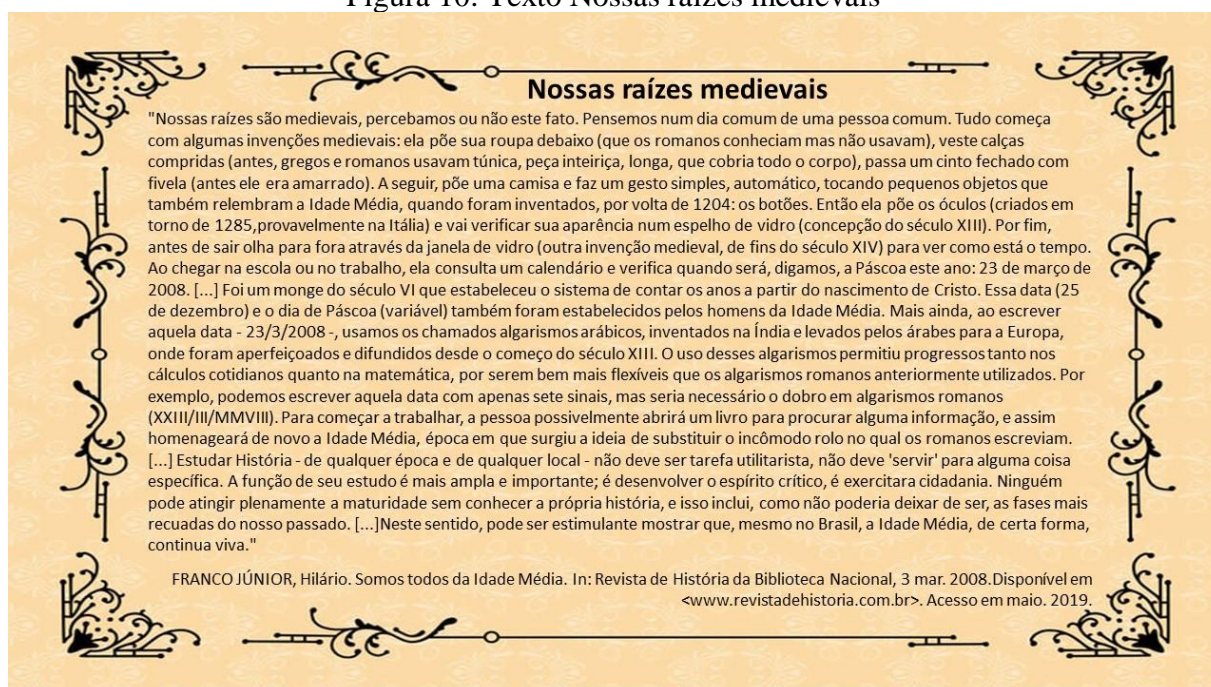 Figura 10: Texto Nossas raízes medievais
Nossas raízes medievais
"Nossas raízes são medievais, percebamos ou não este fato. Pensemos num dia comum de uma pessoa comum. Tudo começa
com algumas invenções medievais: ela põe sua roupa debaixo (que os romanos conheciam mas não usavam), veste calças
compridas (antes, gregos e romanos usavam túnica, peça inteiriça, longa, que cobria todo o corpo), passa um cinto fechado com
fivela (antes ele era amarrado). A seguir, põe uma camisa e faz um gesto simples, automático, tocando pequenos objetos que
também relembram a Idade Média, quando foram inventados, por volta de 1204: os botões. Então ela põe os óculos (criados em
torno de 1285,provavelmente na Itália) e vai verificar sua aparência num espelho de vidro (concepção do século XIII). Por fim,
antes de sair olha para fora através da janela de vidro (outra invenção medieval, de fins do século XIV) para ver como está o tempo.
Ao chegar na escola ou no trabalho, ela consulta um calendário e verifica quando será, digamos, a Páscoa este ano: 23 de março de
2008. [...] Foi um monge do século VI que estabeleceu o sistema de contar os anos a partir do nascimento de Cristo. Essa data (25
de dezembro) e o dia de Páscoa (variável) também foram estabelecidos pelos homens da Idade Média. Mais ainda, ao escrever
aquela data - 23/3/2008 -, usamos os chamados algarismos arábicos, inventados na Índia e levados pelos árabes para a Europa,
onde foram aperfeiçoados e difundidos desde o começo do século XIII. O uso desses algarismos permitiu progressos tanto nos
cálculos cotidianos quanto na matemática, por serem bem mais flexíveis que os algarismos romanos anteriormente utilizados. Por
exemplo, podemos escrever aquela data com apenas sete sinais, mas seria necessário o dobro em algarismos romanos
(XXIII/III/MMVIII). Para começar a trabalhar, a pessoa possivelmente abrirá um livro para procurar alguma informação, e assim
homenageará de novo a Idade Média, época em que surgiu a ideia de substituir o incômodo rolo no qual os romanos escreviam.
[...] Estudar História - de qualquer época e de qualquer local - não deve ser tarefa utilitarista, não deve 'servir' para alguma coisa
específica. A função de seu estudo é mais ampla e importante; é desenvolver o espírito crítico, é exercitara cidadania. Ninguém
pode atingir plenamente a maturidade sem conhecer a própria história, e isso inclui, como não poderia deixar de ser, as fases mais
recuadas do nosso passado. [...]Neste sentido, pode ser estimulante mostrar que, mesmo no Brasil, a Idade Média, de certa forma,
continua viva."
FRANCO JÚNIOR, Hilário. Somos todos da Idade Média. In: Revista de História da Biblioteca Nacional, 3 mar. 2008.Disponível em
<www.revistadehistoria.com.br>. Acesso em maio. 2019.